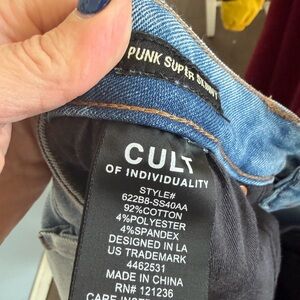 PUNK SUPER SKINNY
CULT
OF INDIVIDUALITY
STYLE#
622B8-SS40AA
92%COTTON
4%POLYESTER
4%SPANDEX
DESIGNED IN LA
US TRADEMARK
4462531
MADE IN CHINA
RN# 121236
CARE